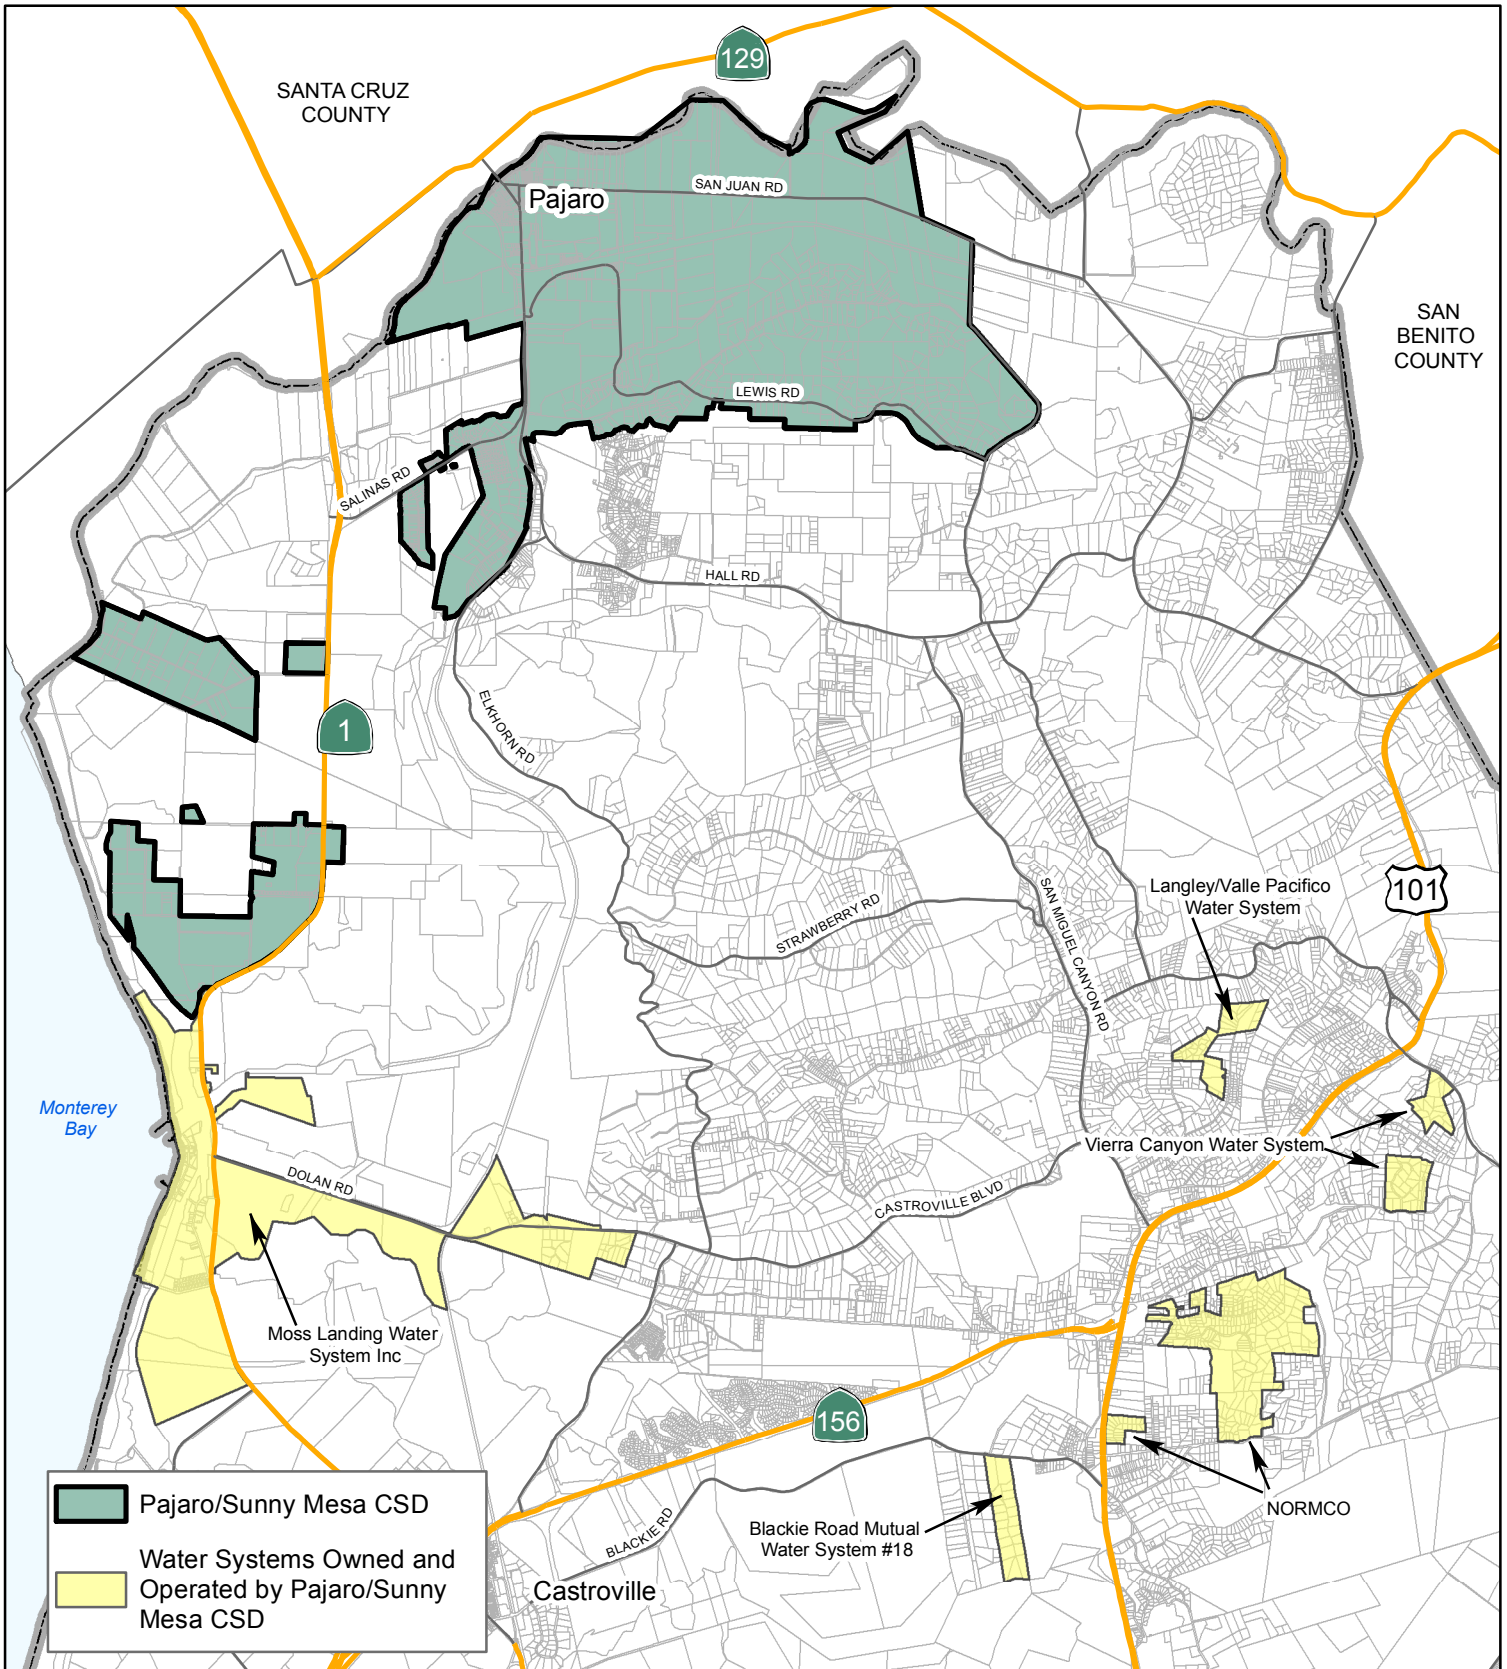 129
SANTA CRUZ
COUNTY
SAN JUAN RD
Pajaro
SAN
BENITO
COUNTY
LEWIS RD
SALINAS RD
HALL RD
ELKHORN RD
1
SAN MIGUEL CANYON RD
Langley/Valle Pacifico
Water System
101
STRAWBERRY RD
Monterey
Bay
Vierra Canyon Water System
DOLAN RD
CASTROVILLE BLVD
Moss Landing Water
System Inc
156
NORMCO
Blackie Road Mutual
Water System #18
BLACKIE RD
Castroville
Pajaro/Sunny Mesa CSD
Water Systems Owned and
Operated by Pajaro/Sunny
Mesa CSD